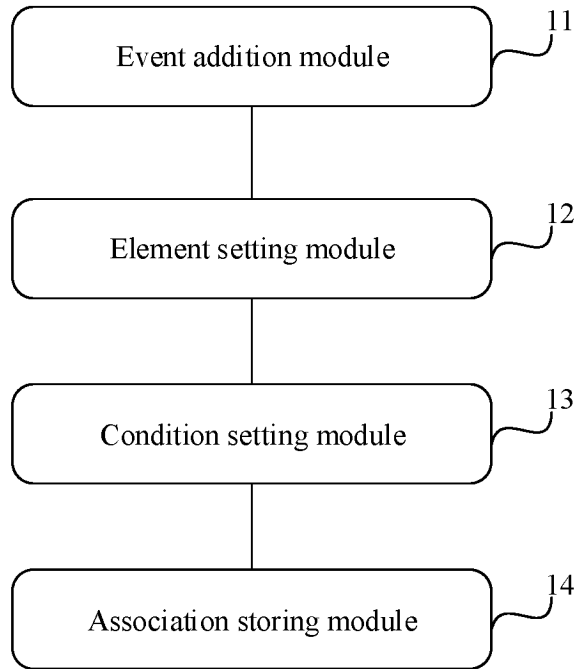 11
Event addition module
12
Element setting module
13
Condition setting module
14
Association storing module